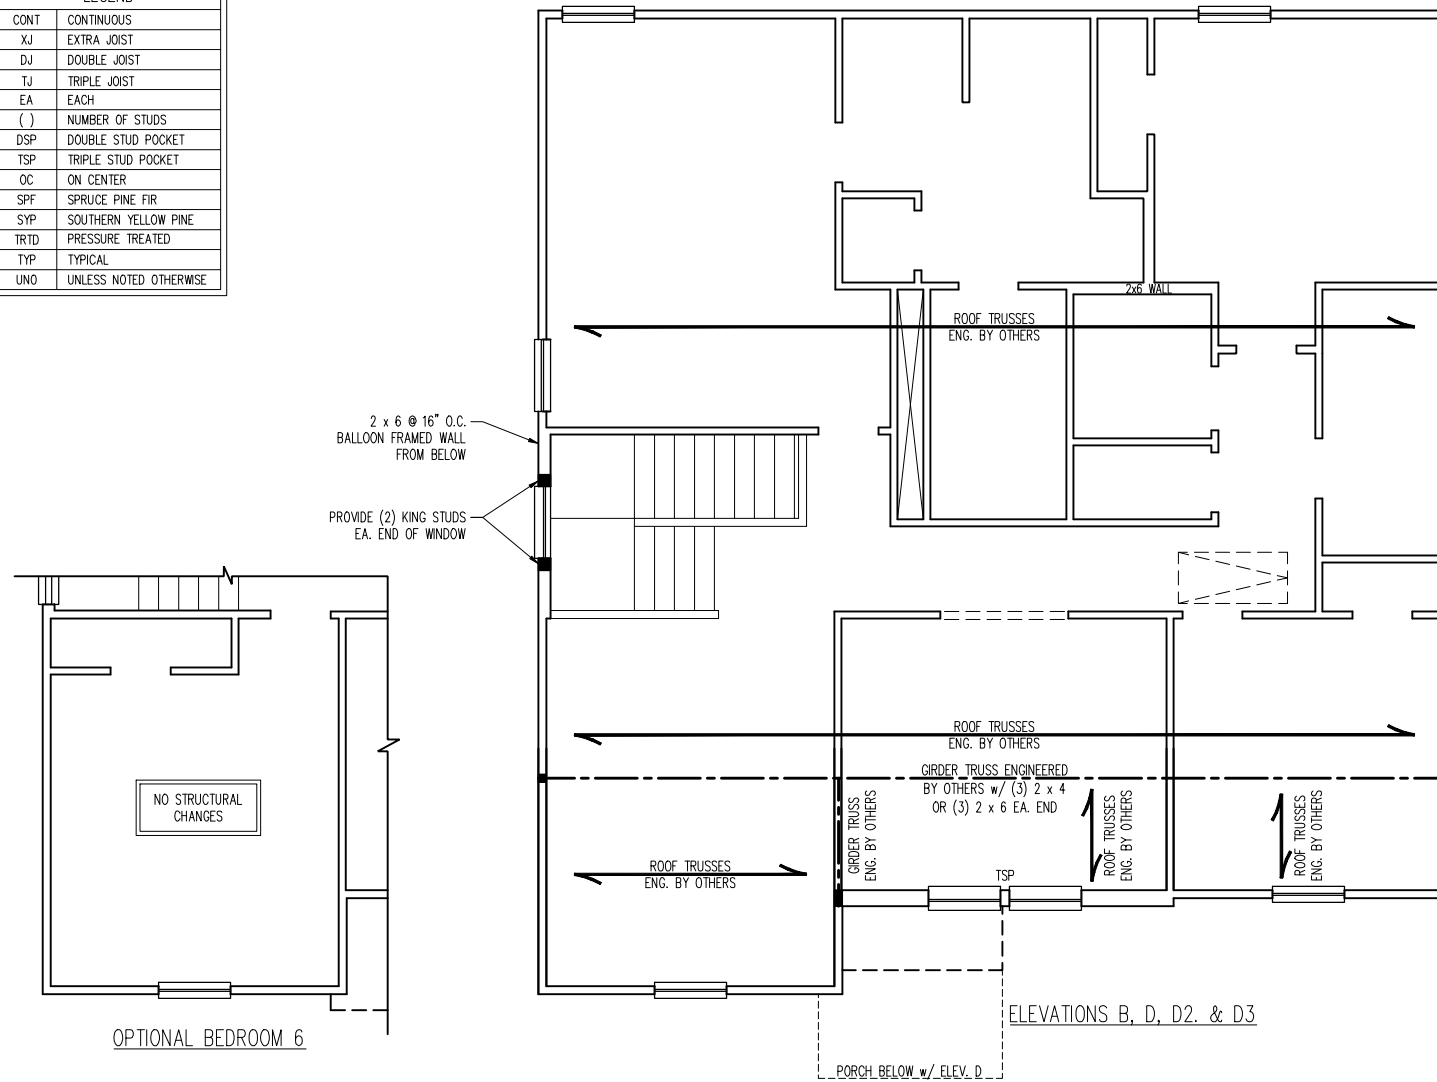 LEGEND
CONT CONTINUOUS
XJ EXTRA JOIST
DJ DOUBLE JOIST
TJ TRIPLE JOIST
EA EACH
( ) NUMBER OF STUDS
DSP DOUBLE STUD POCKET
TSP TRIPLE STUD POCKET
OC ON CENTER
SPF SPRUCE PINE FIR
SYP SOUTHERN YELLOW PINE
TRTD PRESSURE TREATED
TYP TYPICAL
UNO UNLESS NOTED OTHERWISE
2x6 WALL
ROOF TRUSSES
ENG. BY OTHERS
2 x 6 @ 16" O.C.
BALLOON FRAMED WALL
FROM BELOW
PROVIDE (2) KING STUDS
EA. END OF WINDOW
ROOF TRUSSES
ENG. BY OTHERS
GIRDER TRUSS ENGINEERED
BY OTHERS w/ (3) 2 x 4
OR (3) 2 x 6 EA. END
NO STRUCTURAL
CHANGES
GIRDER TRUSS
ENG. BY OTHERS
ROOF TRUSSES
ENG. BY OTHERS
ROOF TRUSSES
ENG. BY OTHERS
ROOF TRUSSES
ENG. BY OTHERS
TSP
ELEVATIONS B, D, D2. & D3
OPTIONAL BEDROOM 6
PORCH BELOW w/ ELEV. D